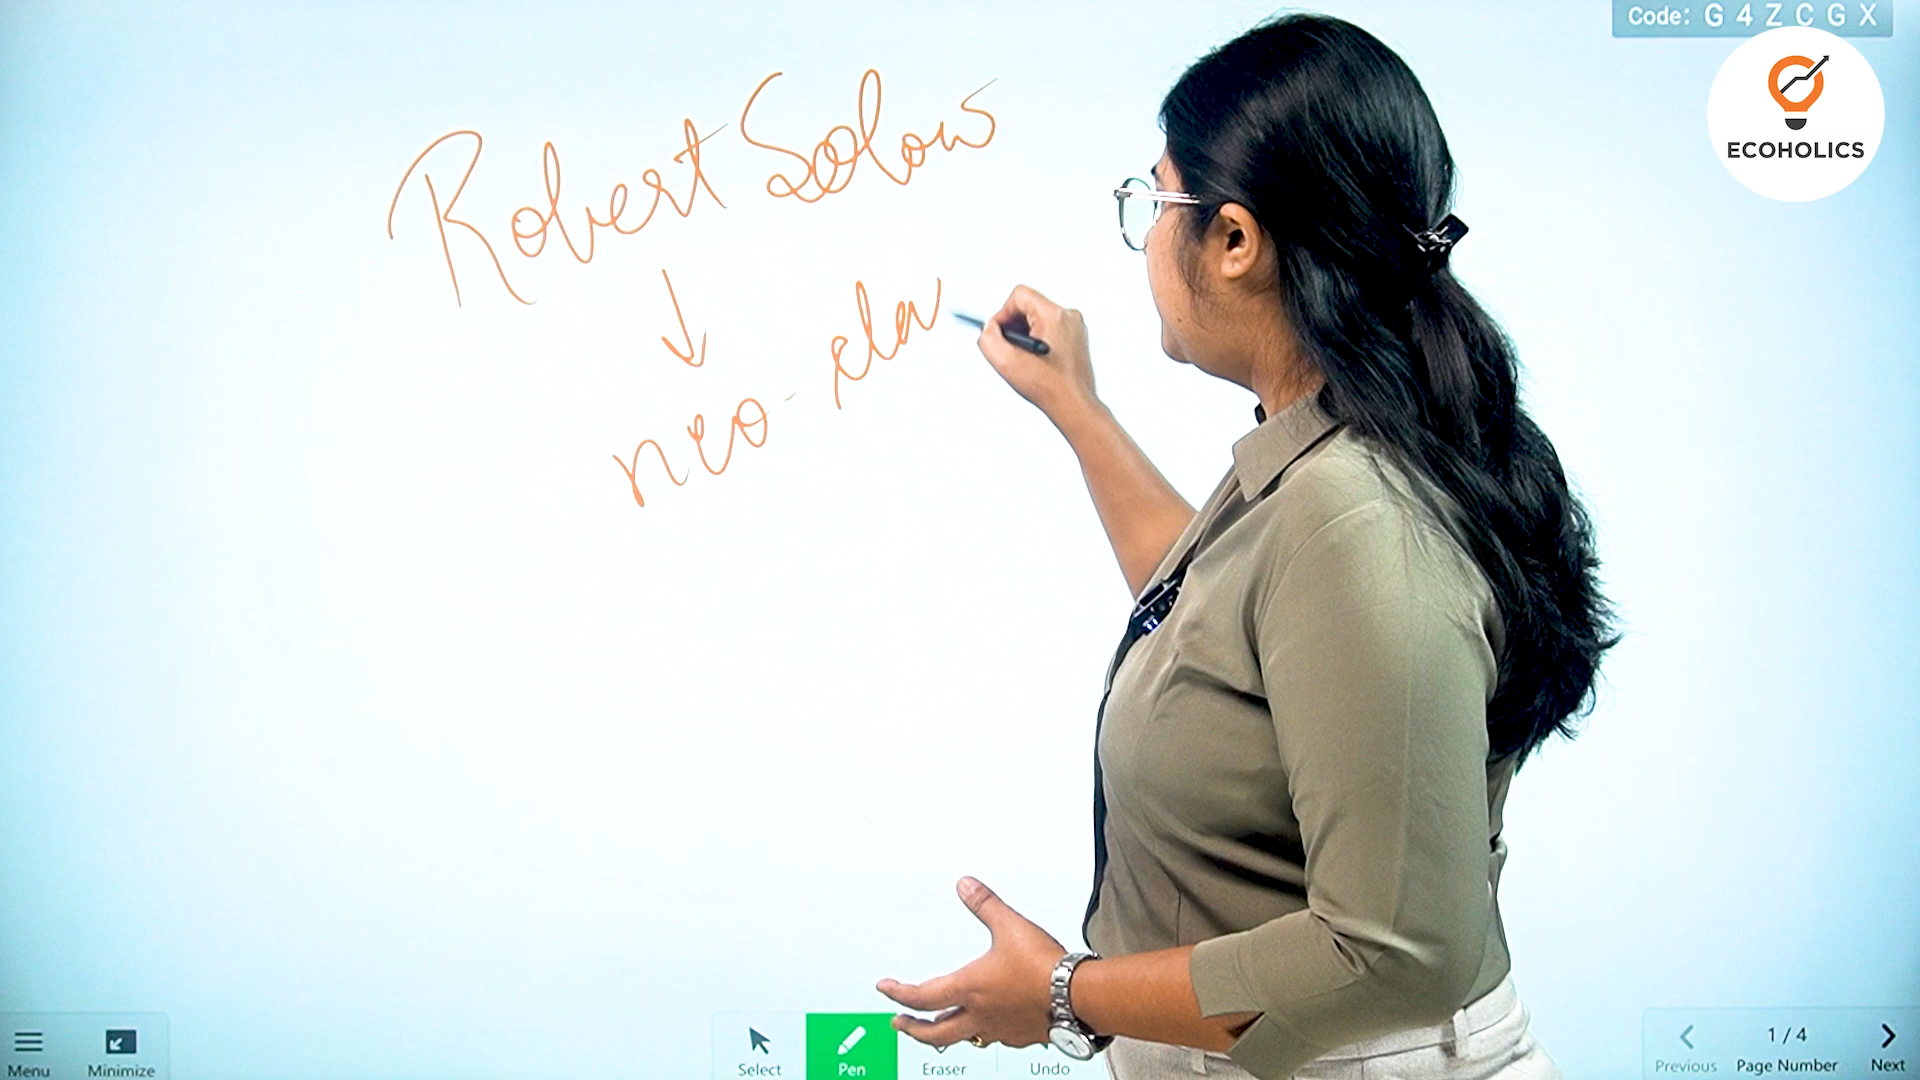 Code: G 4 Z C G X
ECOHOLICS
Robert Solow
↓
neo-cla
Menu
Minimize
Select
Pen
Eraser
Undo
Previous
1 / 4
Page Number
Next